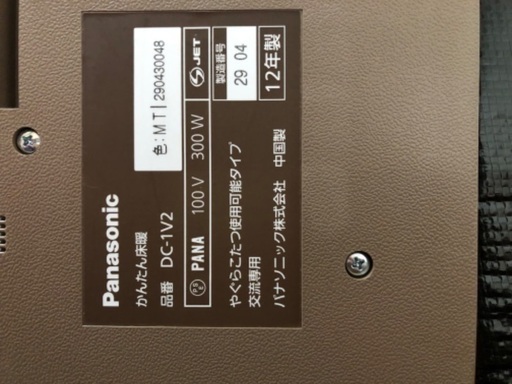 Panasonic
かんたん床暖
品番 DC-1V2
PS E PANA 100 V 300 W
やぐらこたつ使用可能タイプ
交流専用
パナソニック株式会社 中国製
色:MT 290430048
S JET
製造番号
29 04
12年製